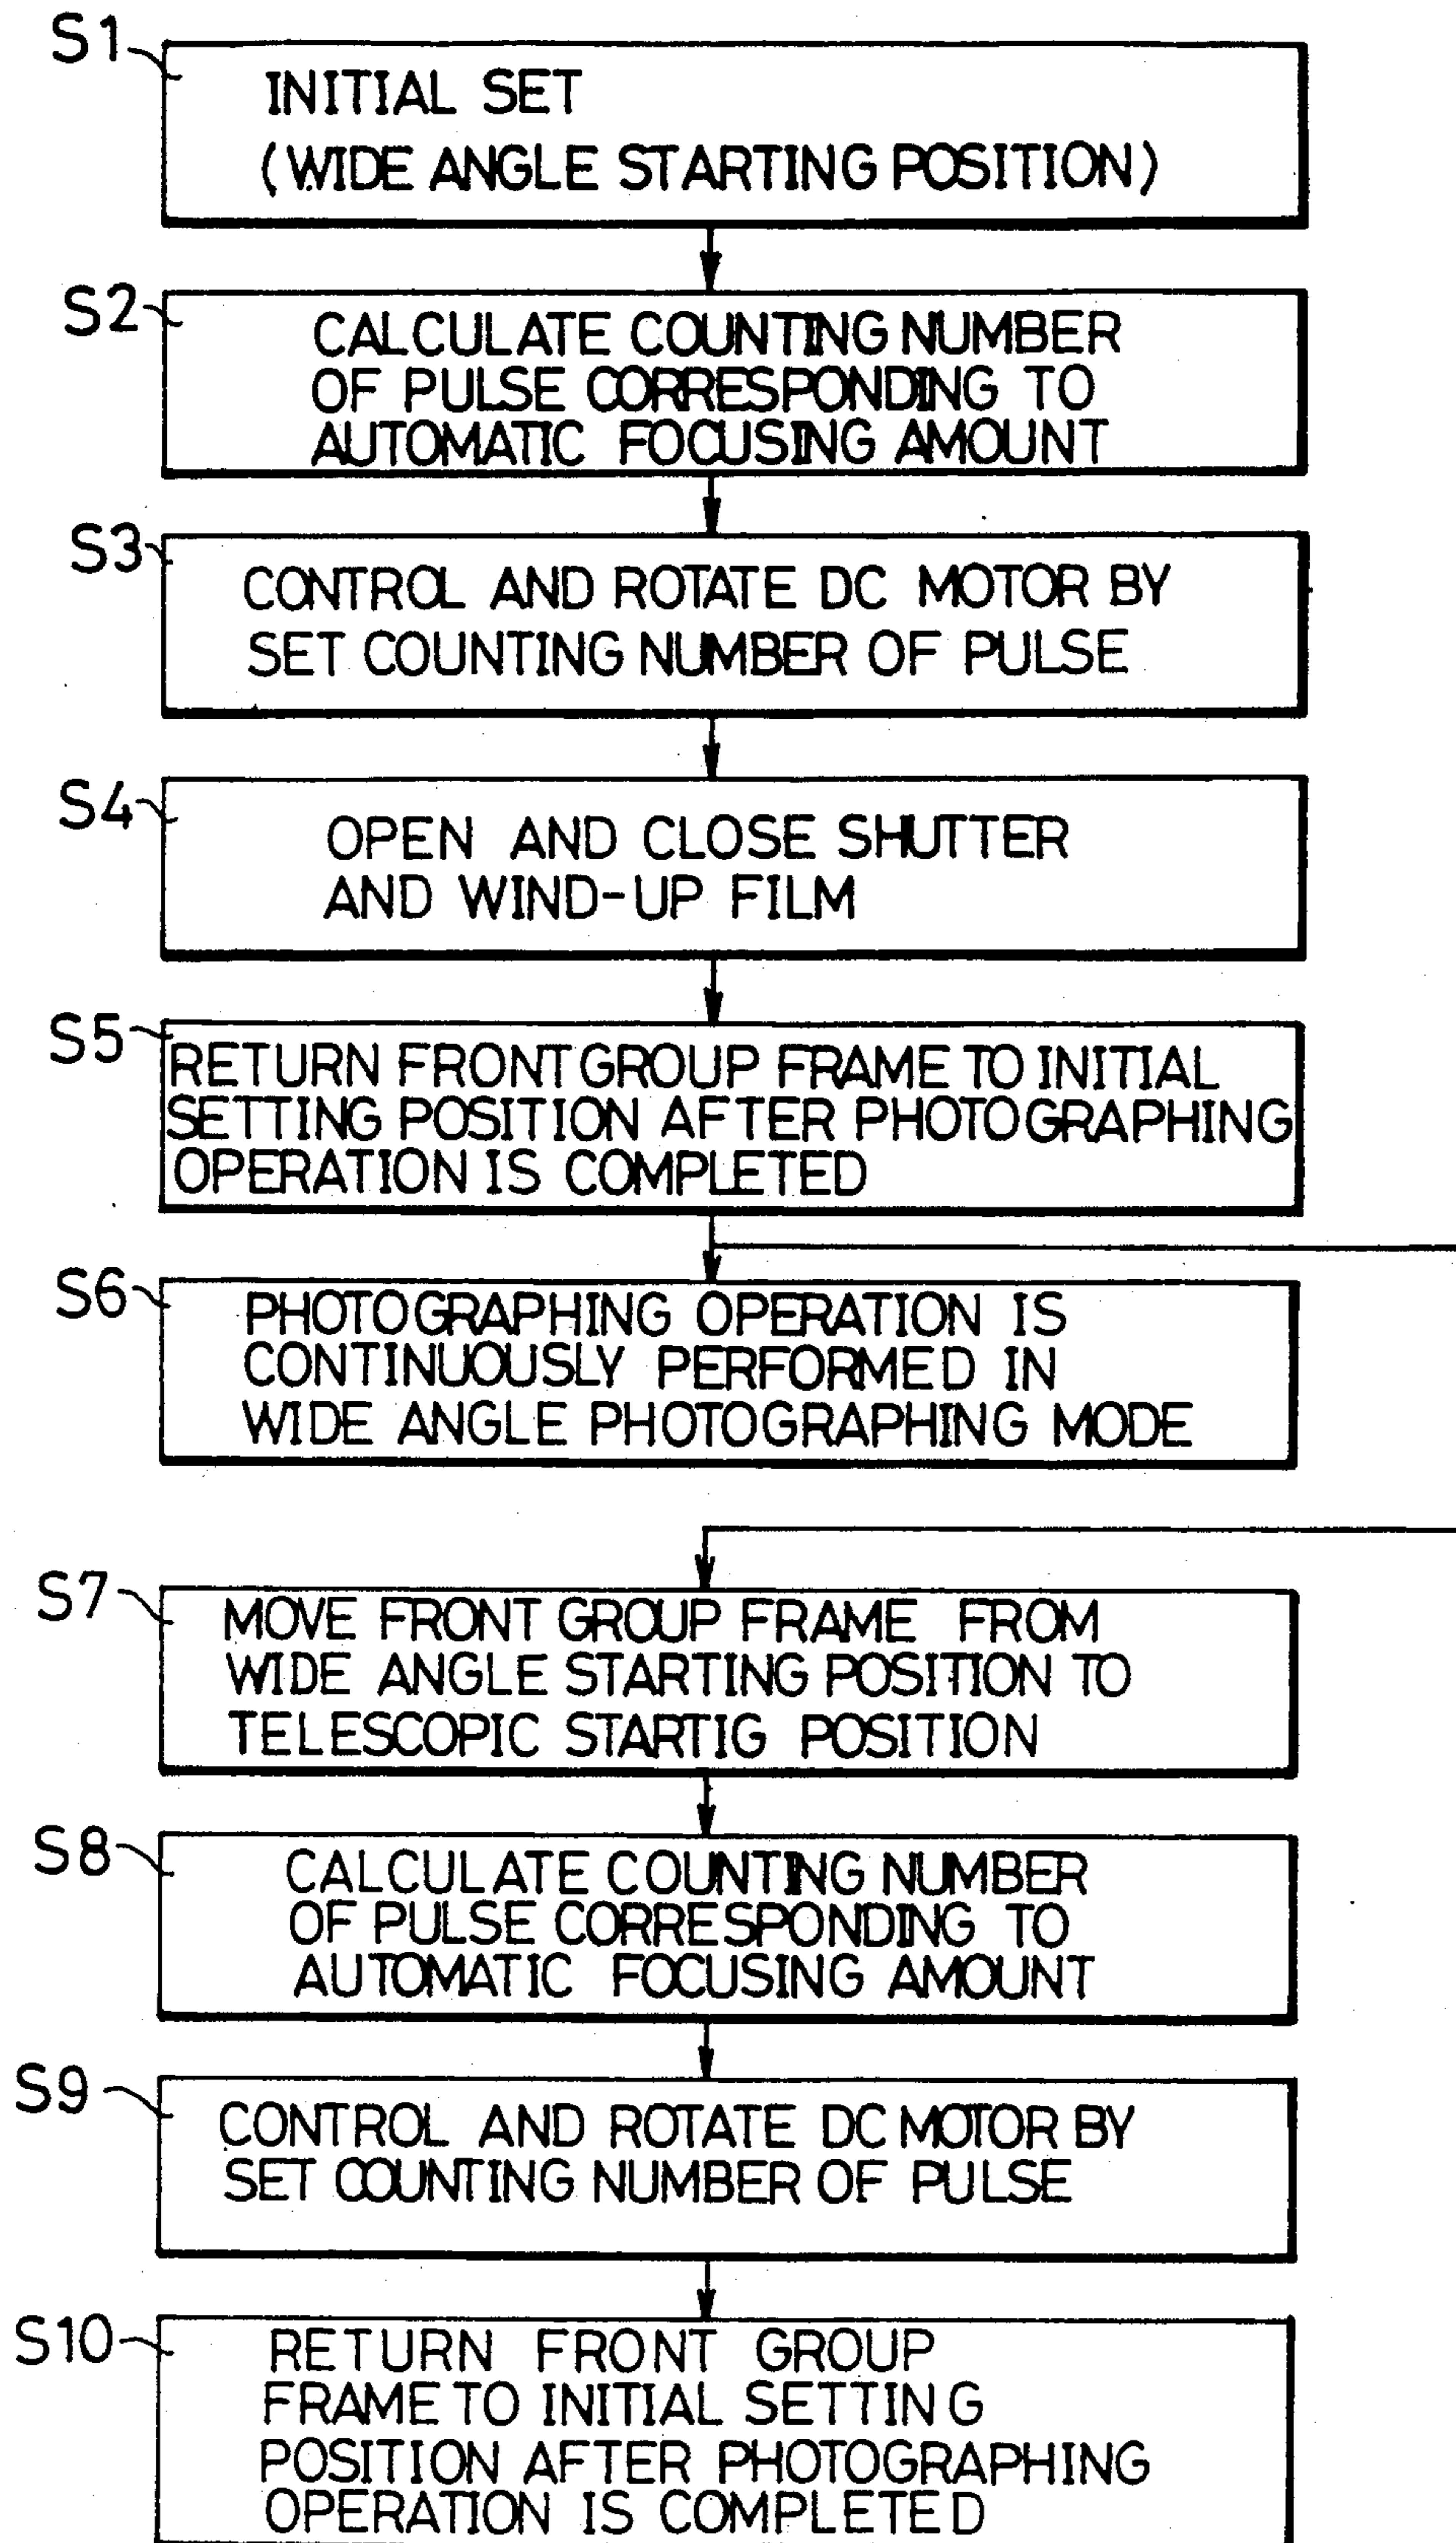 S1
INITIAL SET
(WIDE ANGLE STARTING POSITION)
S2
CALCULATE COUNTING NUMBER
OF PULSE CORRESPONDING TO
AUTOMATIC FOCUSING AMOUNT
S3
CONTROL AND ROTATE DC MOTOR BY
SET COUNTING NUMBER OF PULSE
S4
OPEN AND CLOSE SHUTTER
AND WIND-UP FILM
S5
RETURN FRONT GROUP FRAME TO INITIAL
SETTING POSITION AFTER PHOTOGRAPHING
OPERATION IS COMPLETED
S6
PHOTOGRAPHING OPERATION IS
CONTINUOUSLY PERFORMED IN
WIDE ANGLE PHOTOGRAPHING MODE
S7
MOVE FRONT GROUP FRAME FROM
WIDE ANGLE STARTING POSITION TO
TELESCOPIC STARTIG POSITION
S8
CALCULATE COUNTING NUMBER
OF PULSE CORRESPONDING TO
AUTOMATIC FOCUSING AMOUNT
S9
CONTROL AND ROTATE DC MOTOR BY
SET COUNTING NUMBER OF PULSE
S10
RETURN FRONT GROUP
FRAME TO INITIAL SETTING
POSITION AFTER PHOTOGRAPHING
OPERATION IS COMPLETED